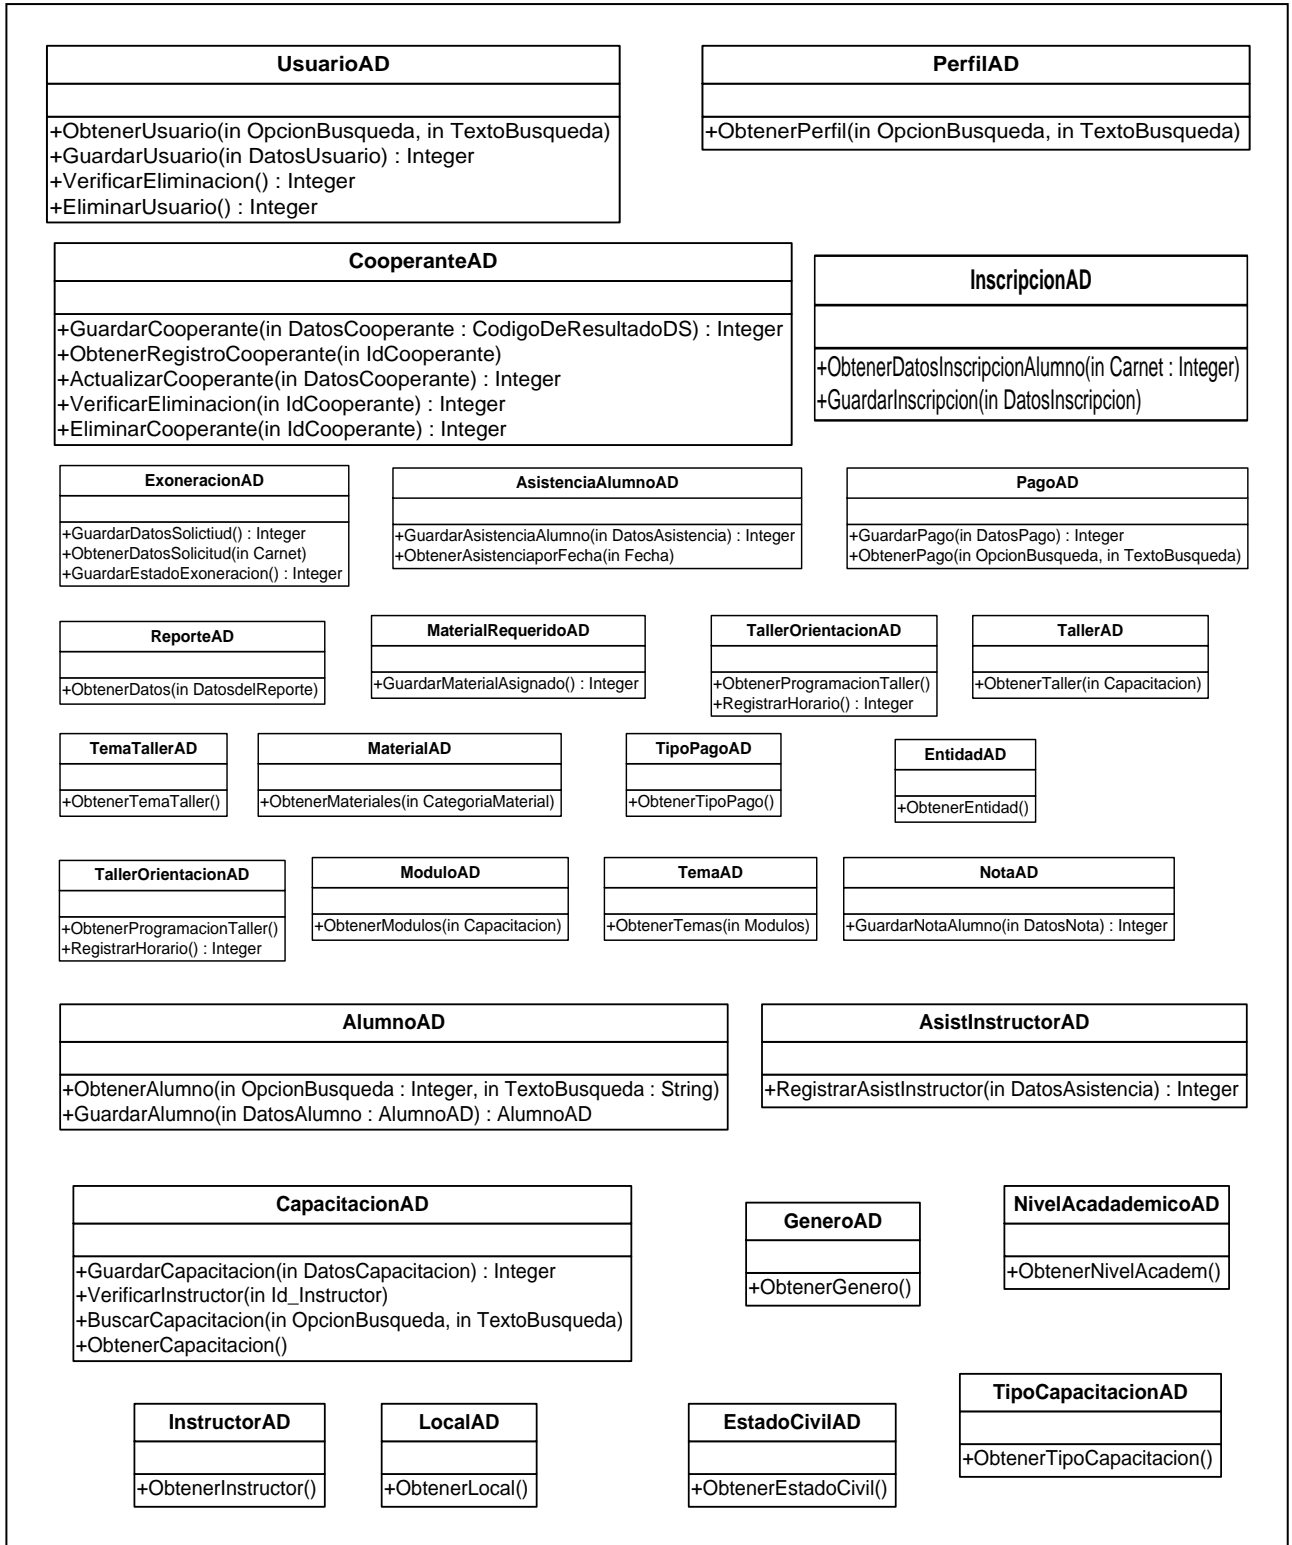 UsuarioAD
+ObtenerUsuario(in OpcionBusqueda, in TextoBusqueda)
+GuardarUsuario(in DatosUsuario) : Integer
+VerificarEliminacion() : Integer
+EliminarUsuario() : Integer
PerfilAD
+ObtenerPerfil(in OpcionBusqueda, in TextoBusqueda)
CooperanteAD
+GuardarCooperante(in DatosCooperante : CodigoDeResultadoDS) : Integer
+ObtenerRegistroCooperante(in IdCooperante)
+ActualizarCooperante(in DatosCooperante) : Integer
+VerificarEliminacion(in IdCooperante) : Integer
+EliminarCooperante(in IdCooperante) : Integer
InscripcionAD
+ObtenerDatosInscripcionAlumno(in Carnet : Integer)
+GuardarInscripcion(in DatosInscripcion)
ExoneracionAD
+GuardarDatosSolictiud() : Integer
+ObtenerDatosSolicitud(in Carnet)
+GuardarEstadoExoneracion() : Integer
AsistenciaAlumnoAD
+GuardarAsistenciaAlumno(in DatosAsistencia) : Integer
+ObtenerAsistenciaporFecha(in Fecha)
PagoAD
+GuardarPago(in DatosPago) : Integer
+ObtenerPago(in OpcionBusqueda, in TextoBusqueda)
ReporteAD
+ObtenerDatos(in DatosdelReporte)
MaterialRequeridoAD
+GuardarMaterialAsignado() : Integer
TallerOrientacionAD
+ObtenerProgramacionTaller()
+RegistrarHorario() : Integer
TallerAD
+ObtenerTaller(in Capacitacion)
TemaTallerAD
+ObtenerTemaTaller()
MaterialAD
+ObtenerMateriales(in CategoriaMaterial)
TipoPagoAD
+ObtenerTipoPago()
EntidadAD
+ObtenerEntidad()
TallerOrientacionAD
+ObtenerProgramacionTaller()
+RegistrarHorario() : Integer
ModuloAD
+ObtenerModulos(in Capacitacion)
TemaAD
+ObtenerTemas(in Modulos)
NotaAD
+GuardarNotaAlumno(in DatosNota) : Integer
AlumnoAD
+ObtenerAlumno(in OpcionBusqueda : Integer, in TextoBusqueda : String)
+GuardarAlumno(in DatosAlumno : AlumnoAD) : AlumnoAD
AsistInstructorAD
+RegistrarAsistInstructor(in DatosAsistencia) : Integer
CapacitacionAD
+GuardarCapacitacion(in DatosCapacitacion) : Integer
+VerificarInstructor(in Id_Instructor)
+BuscarCapacitacion(in OpcionBusqueda, in TextoBusqueda)
+ObtenerCapacitacion()
GeneroAD
+ObtenerGenero()
NivelAcadademicoAD
+ObtenerNivelAcadem()
InstructorAD
+ObtenerInstructor()
LocalAD
+ObtenerLocal()
EstadoCivilAD
+ObtenerEstadoCivil()
TipoCapacitacionAD
+ObtenerTipoCapacitacion()